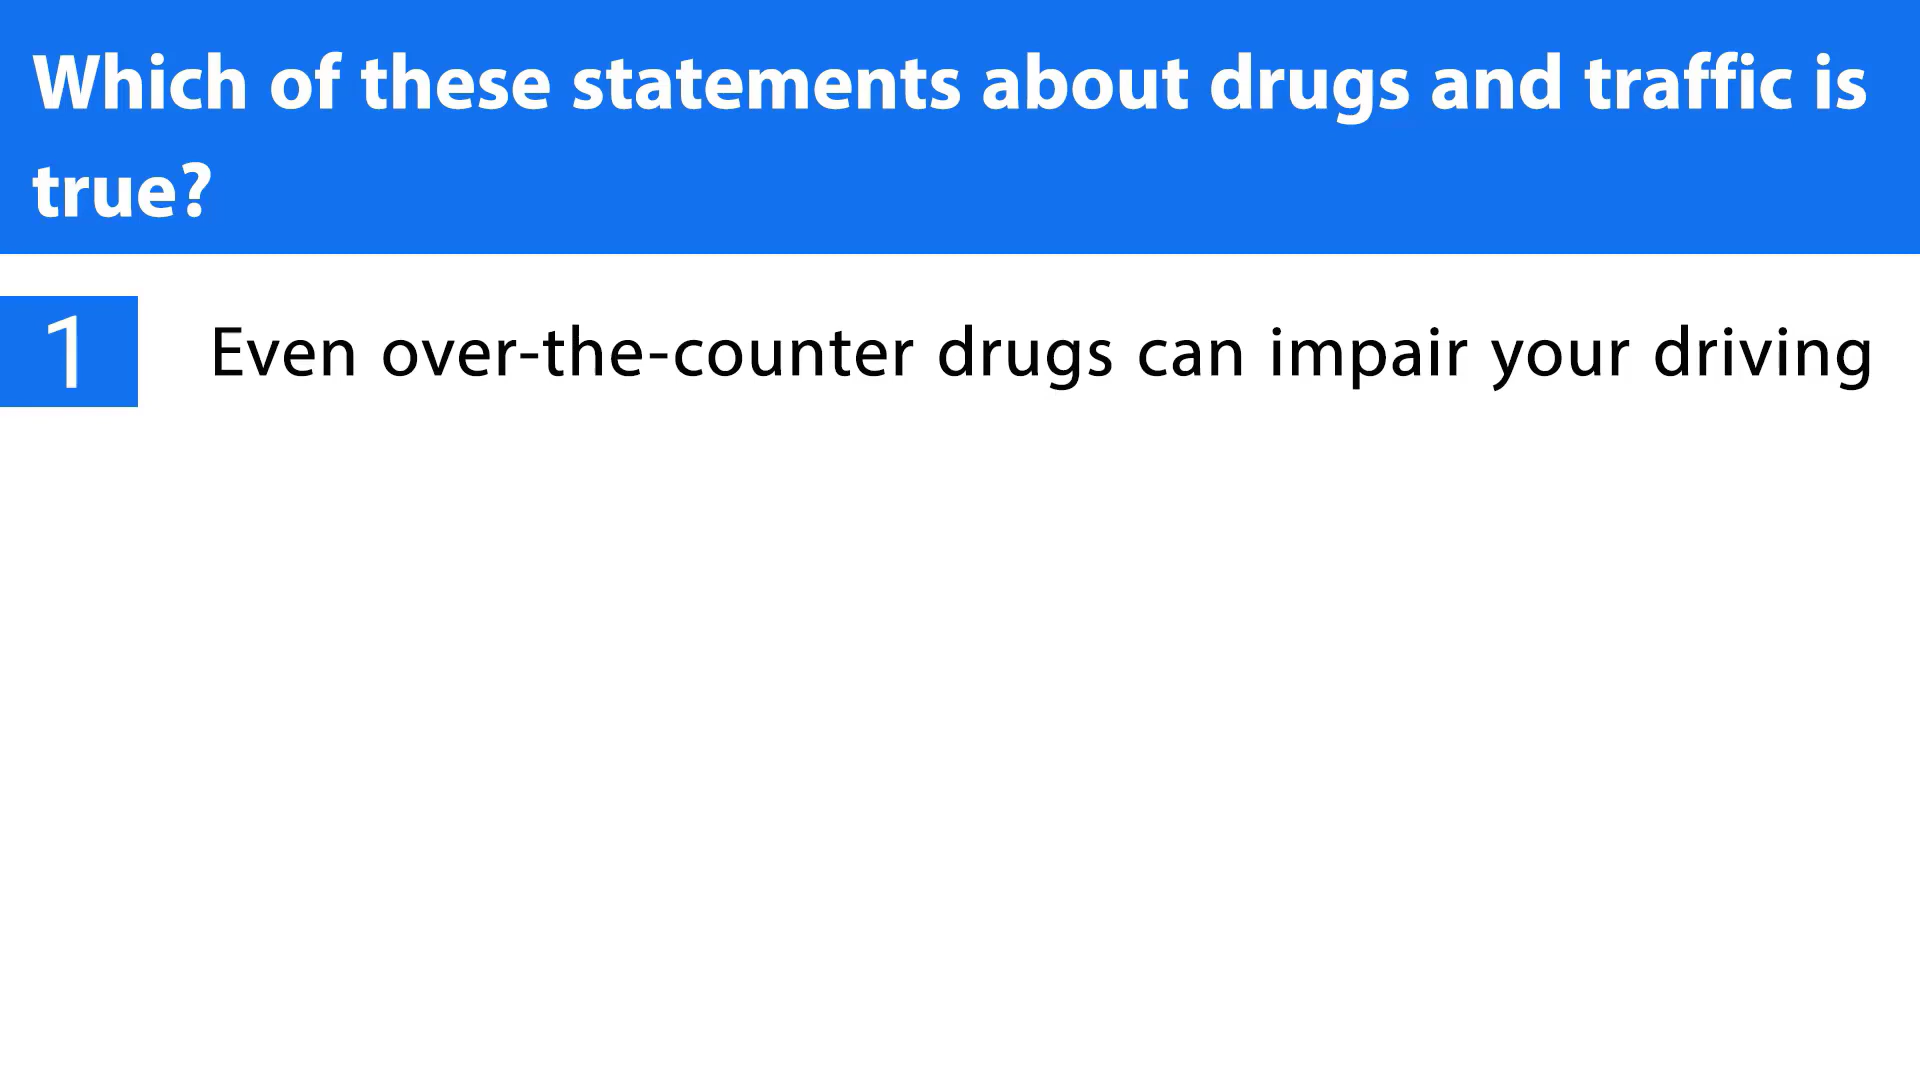 Which of these statements about drugs and traffic is
true?
1 Even over-the-counter drugs can impair your driving